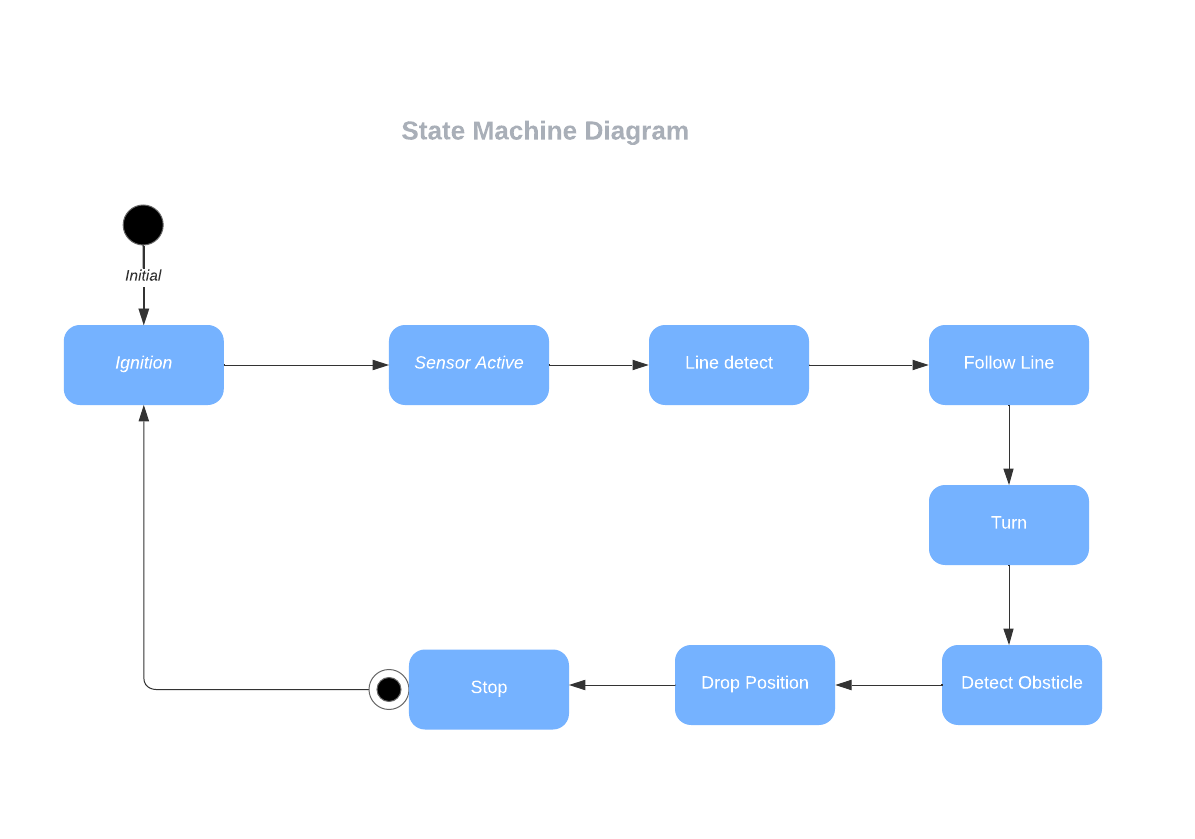 State Machine Diagram
Initial
Ignition
Sensor Active
Line detect
Follow Line
Turn
Detect Obsticle
Drop Position
Stop